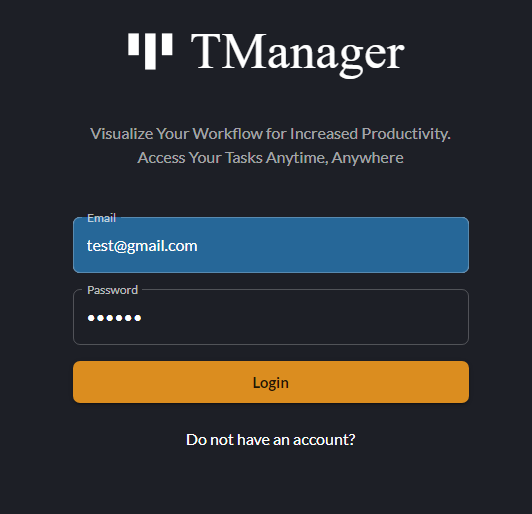 TManager
Visualize Your Workflow for Increased Productivity.
Access Your Tasks Anytime, Anywhere
Email
test@gmail.com
Password
••••••
Login
Do not have an account?